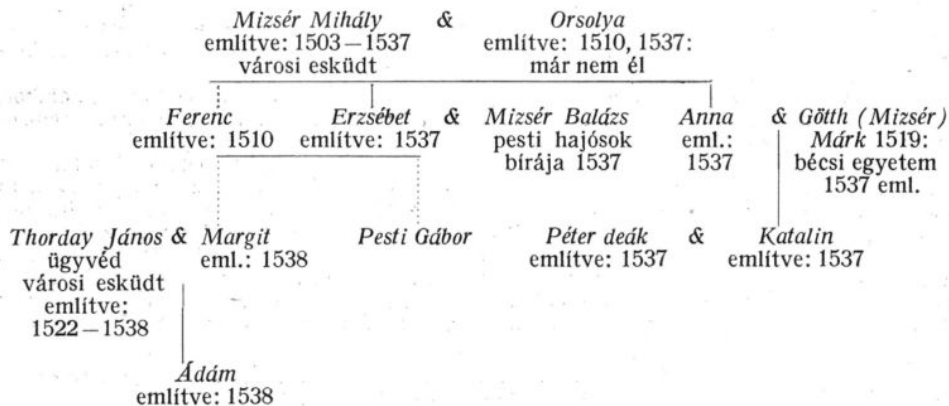 Mizsér Mihály & Orsolya
említve: 1503—1537 említve: 1510, 1537:
városi esküdt már nem él
Ferenc Erzsébet & Mizsér Balázs Anna & Götth (Mizsér)
említve: 1510 említve: 1537 pesti hajósok eml.: Márk 1519:
bírája 1537 1537 bécsi egyetem
1537 eml.
Thorday János & Margit Pesti Gábor Péter deák & Katalin
ügyvéd eml.: 1538 említve: 1537 említve: 1537
városi esküdt
említve:
1522—1538
Ádám
említve: 1538